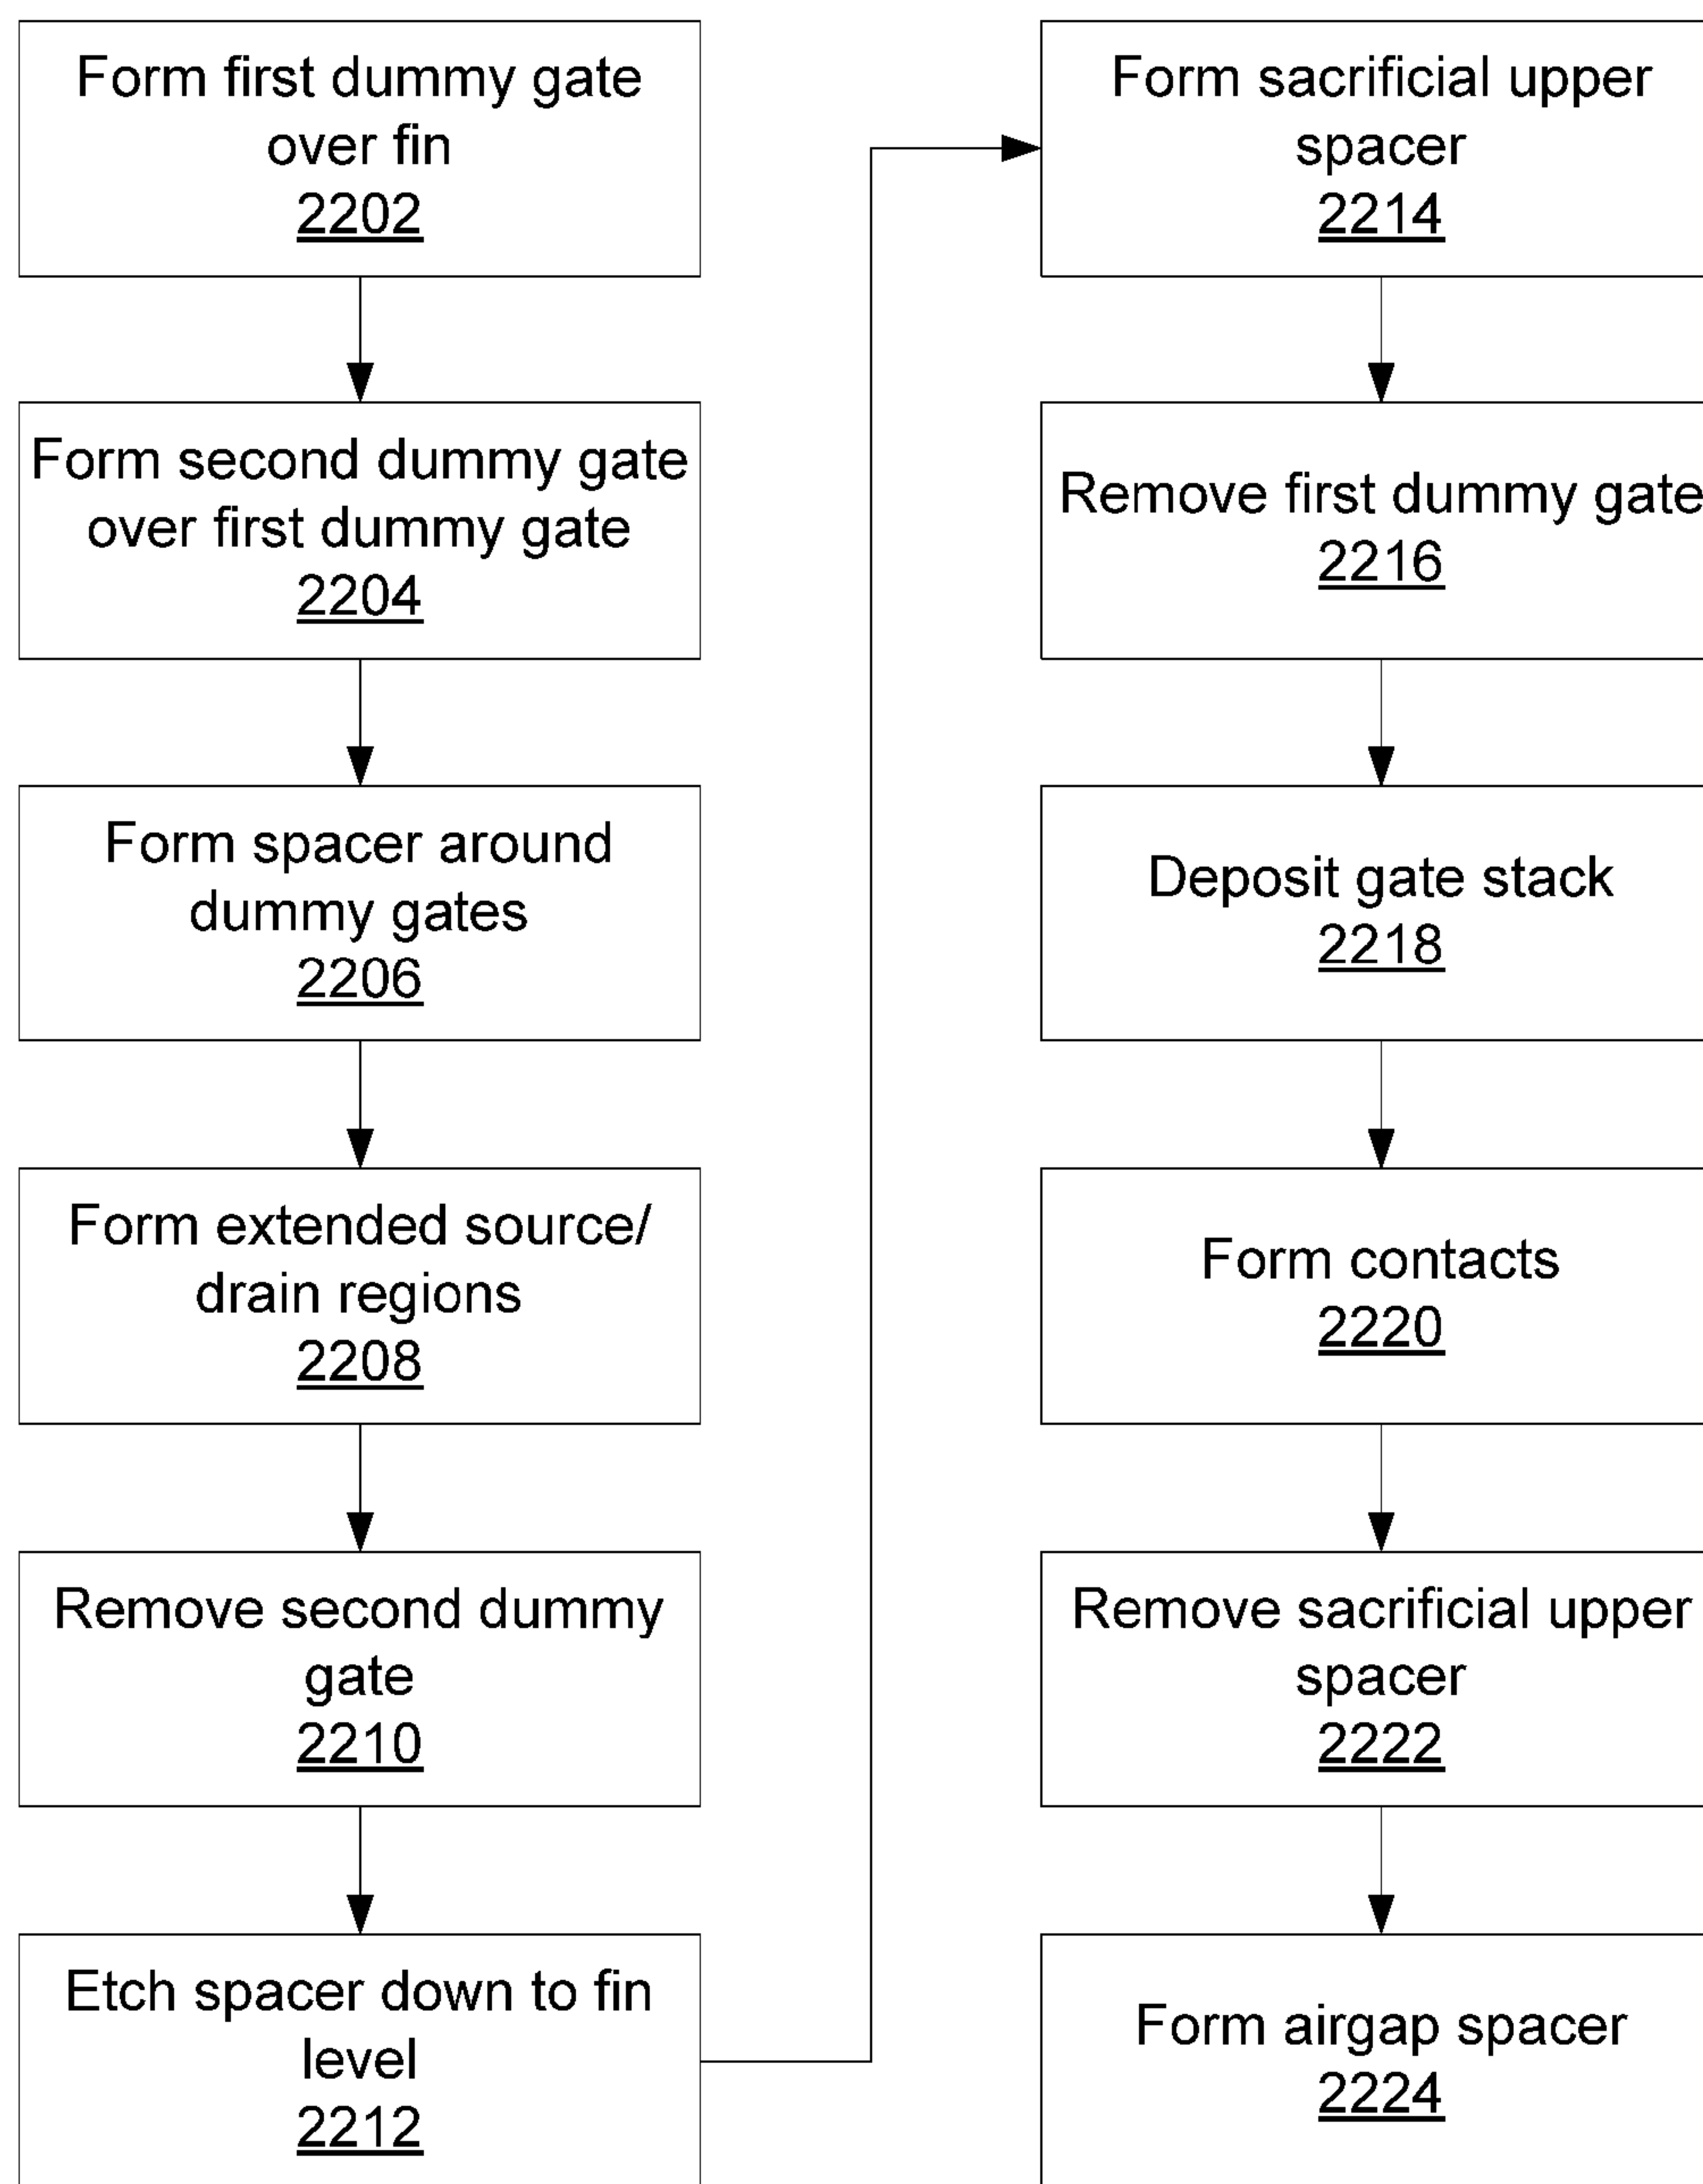 Form first dummy gate
over fin
2202
Form second dummy gate
over first dummy gate
2204
Form spacer around
dummy gates
2206
Form extended source/
drain regions
2208
Remove second dummy
gate
2210
Etch spacer down to fin
level
2212
Form sacrificial upper
spacer
2214
Remove first dummy gate
2216
Deposit gate stack
2218
Form contacts
2220
Remove sacrificial upper
spacer
2222
Form airgap spacer
2224